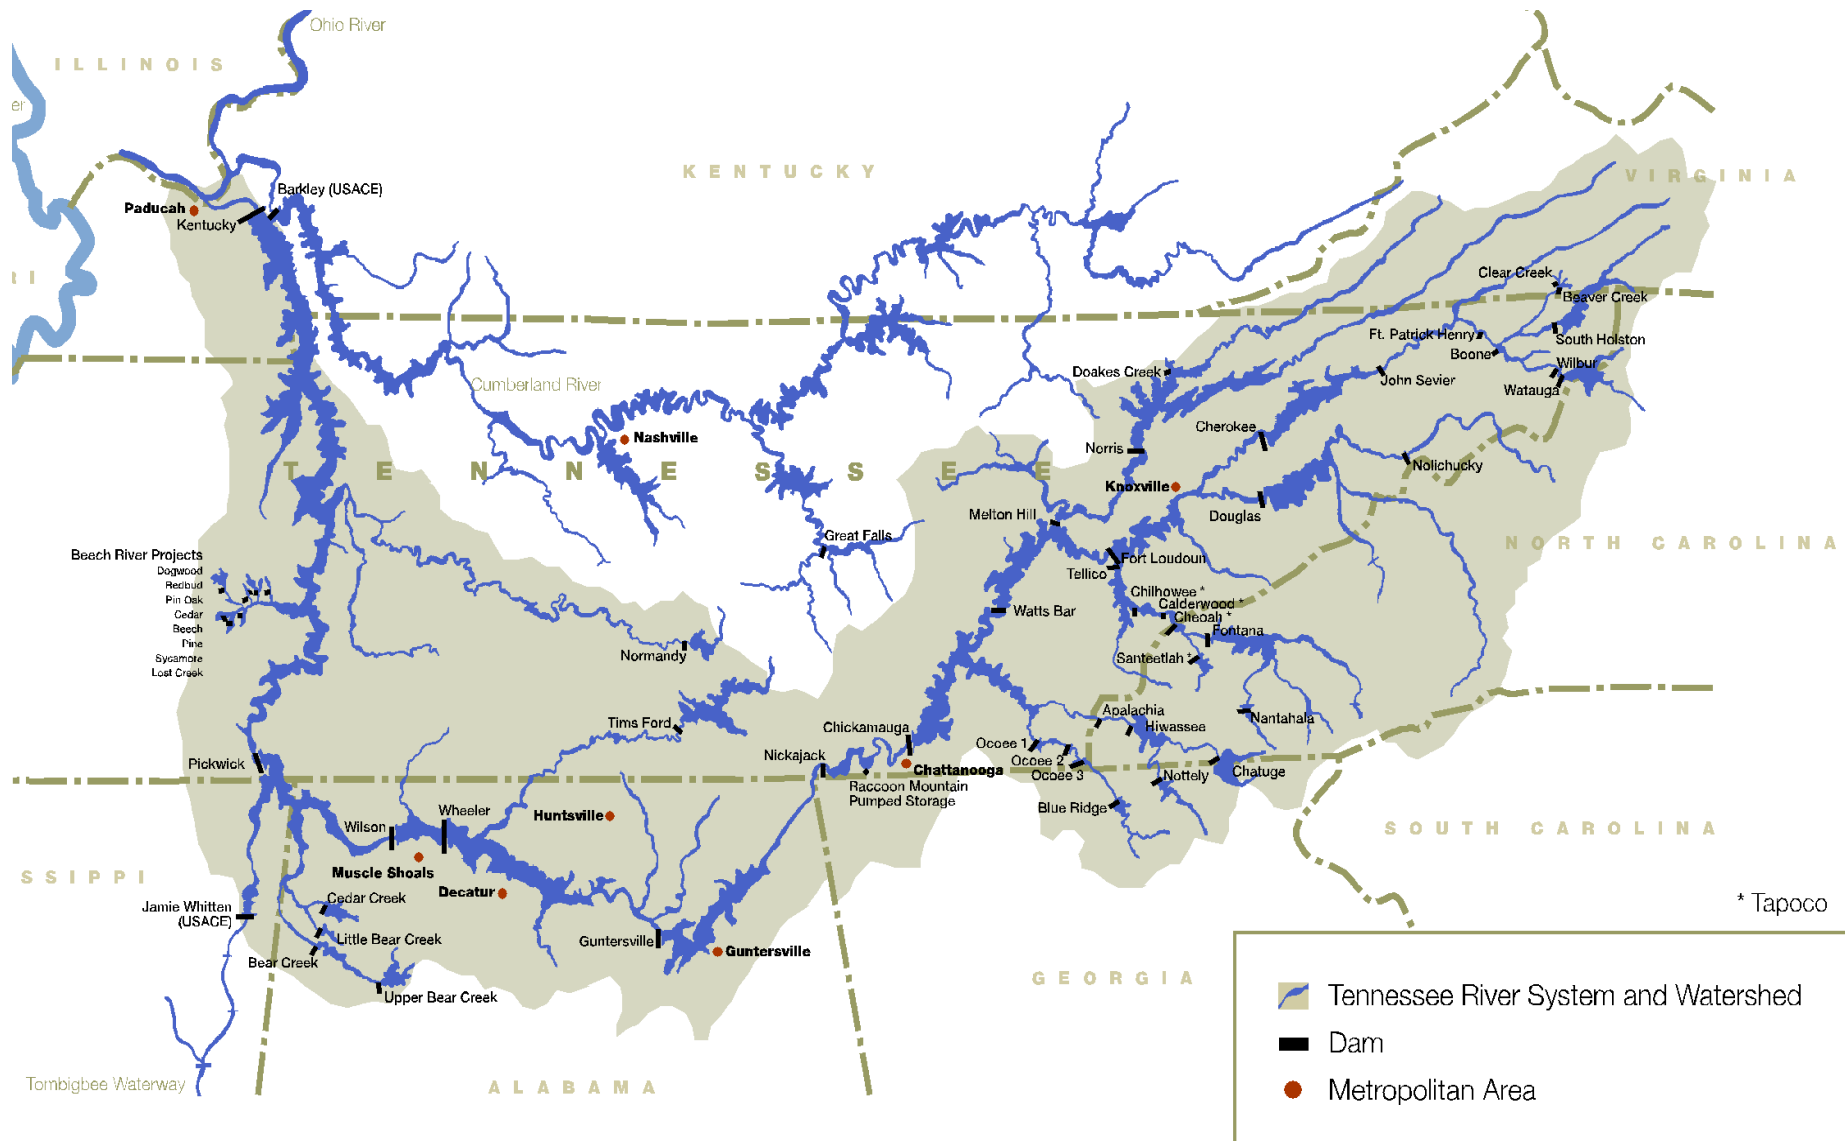 Ohio River
ILLINOIS
er
KENTUCKY
VIRGINIA
Barkley (USACE)
Paducah
Kentucky
RI
Clear Creek
Beaver Creek
Ft. Patrick Henry
South Holston
Boone
Wilbur
Doakes Creek
John Sevier
Watauga
Cumberland River
Cherokee
Nashville
Norris
TENNESSEE
Nolichucky
Knoxville
Melton Hill
Douglas
Great Falls
NORTH CAROLINA
Beech River Projects
Dogwood
Redbud
Pin Oak
Cedar
Beech
Pine
Sycamore
Lost Creek
Fort Loudoun
Tellico
Chilhowee *
Calderwood *
Cheoah *
Watts Bar
Fontana
Normandy
Santeetlah *
Apalachia
Nantahala
Hiwassee
Tims Ford
Chickamauga
Ocoee 1
Ocoee 2
Ocoee 3
Nickajack
Pickwick
Chattanooga
Nottely
Chatuge
Raccoon Mountain
Pumped Storage
Blue Ridge
Wheeler
Huntsville
Wilson
SOUTH CAROLINA
Muscle Shoals
SSIPPI
Decatur
Cedar Creek
Jamie Whitten
(USACE)
* Tapoco
Little Bear Creek
Guntersville
Guntersville
Bear Creek
GEORGIA
Upper Bear Creek
Tennessee River System and Watershed
Dam
Tombigbee Waterway
ALABAMA
Metropolitan Area